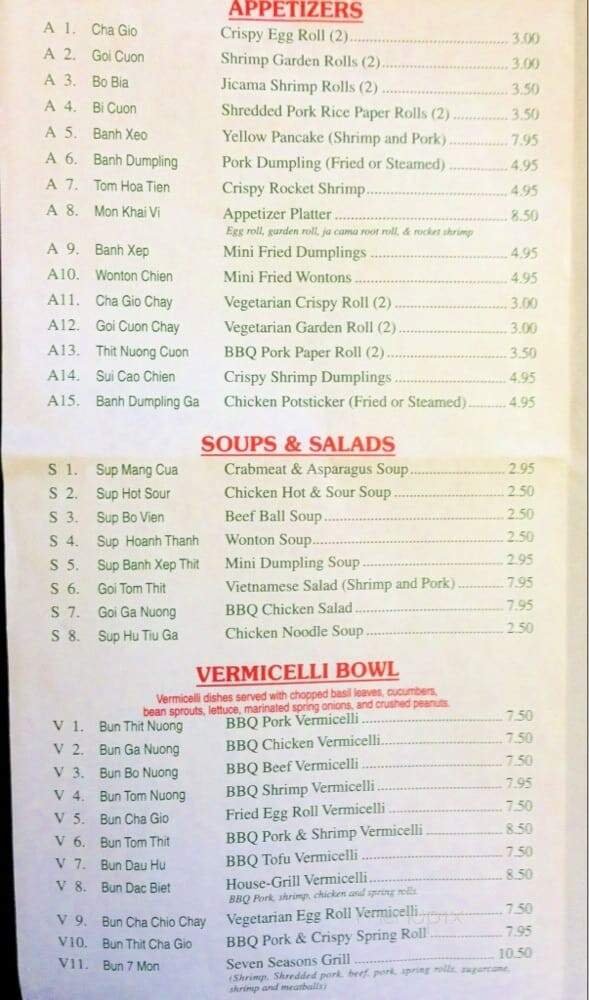 APPETIZERS
A 1. Cha Gio Crispy Egg Roll (2) 3.00
A 2. Goi Cuon Shrimp Garden Rolls (2) 3.00
A 3. Bo Bia Jicama Shrimp Rolls (2) 3.50
A 4. Bi Cuon Shredded Pork Rice Paper Rolls (2) 3.50
A 5. Banh Xeo Yellow Pancake (Shrimp and Pork) 7.95
A 6. Banh Dumpling Pork Dumpling (Fried or Steamed) 4.95
A 7. Tom Hoa Tien Crispy Rocket Shrimp 4.95
A 8. Mon Khai Vi Appetizer Platter 8.50
Egg roll, garden roll, ja cama root roll, & rocket shrimp
A 9. Banh Xep Mini Fried Dumplings 4.95
A10. Wonton Chien Mini Fried Wontons 4.95
A11. Cha Gio Chay Vegetarian Crispy Roll (2) 3.00
A12. Goi Cuon Chay Vegetarian Garden Roll (2) 3.00
A13. Thit Nuong Cuon BBQ Pork Paper Roll (2) 3.50
A14. Sui Cao Chien Crispy Shrimp Dumplings 4.95
A15. Banh Dumpling Ga Chicken Potsticker (Fried or Steamed) 4.95
SOUPS & SALADS
S 1. Sup Mang Cua Crabmeat & Asparagus Soup 2.95
S 2. Sup Hot Sour Chicken Hot & Sour Soup 2.50
S 3. Sup Bo Vien Beef Ball Soup 2.50
S 4. Sup Hoanh Thanh Wonton Soup 2.50
S 5. Sup Banh Xep Thit Mini Dumpling Soup 2.95
S 6. Goi Tom Thit Vietnamese Salad (Shrimp and Pork) 7.95
S 7. Goi Ga Nuong BBQ Chicken Salad 7.95
S 8. Sup Hu Tiu Ga Chicken Noodle Soup 2.50
VERMICELLI BOWL
Vermicelli dishes served with chopped basil leaves, cucumbers,
bean sprouts, lettuce, marinated spring onions, and crushed peanuts.
V 1. Bun Thit Nuong BBQ Pork Vermicelli 7.50
V 2. Bun Ga Nuong BBQ Chicken Vermicelli 7.50
V 3. Bun Bo Nuong BBQ Beef Vermicelli 7.50
V 4. Bun Tom Nuong BBQ Shrimp Vermicelli 7.95
V 5. Bun Cha Gio Fried Egg Roll Vermicelli 7.50
V 6. Bun Tom Thit BBQ Pork & Shrimp Vermicelli 8.50
V 7. Bun Dau Hu BBQ Tofu Vermicelli 7.50
V 8. Bun Dac Biet House-Grill Vermicelli 8.50
BBQ Pork, shrimp, chicken and spring rolls.
V 9. Bun Cha Chio Chay Vegetarian Egg Roll Vermicelli 7.50
V10. Bun Thit Cha Gio BBQ Pork & Crispy Spring Roll 7.95
V11. Bun 7 Mon Seven Seasons Grill 10.50
(Shrimp, Shredded pork, beef, pork, spring rolls, sugarcane,
shrimp and meatballs)